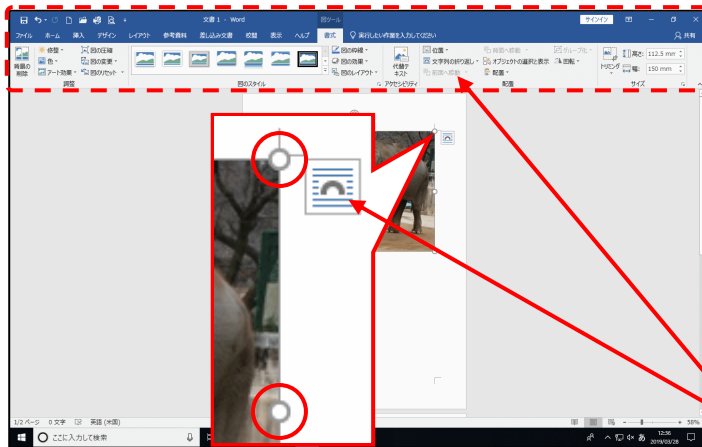 文書 1 - Word
図ツール
サインイン
ファイル ホーム 挿入 デザイン レイアウト 参考資料 差し込み文書 校閲 表示 ヘルプ 書式 実行したい作業を入力してください 共有
背景の削除
修整
色
アート効果
図の圧縮
図の変更
図のリセット
調整
図のスタイル
図の枠線
図の効果
図のレイアウト
代替テキスト
アクセシビリティ
位置
文字列の折り返し
前面へ移動
背面へ移動
オブジェクトの選択と表示
配置
グループ化
回転
配置
トリミング
高さ: 112.5 mm
幅: 150 mm
サイズ
1/2 ページ 0 文字 英語 (米国)
58%
ここに入力して検索
あ
12:36
2019/03/28